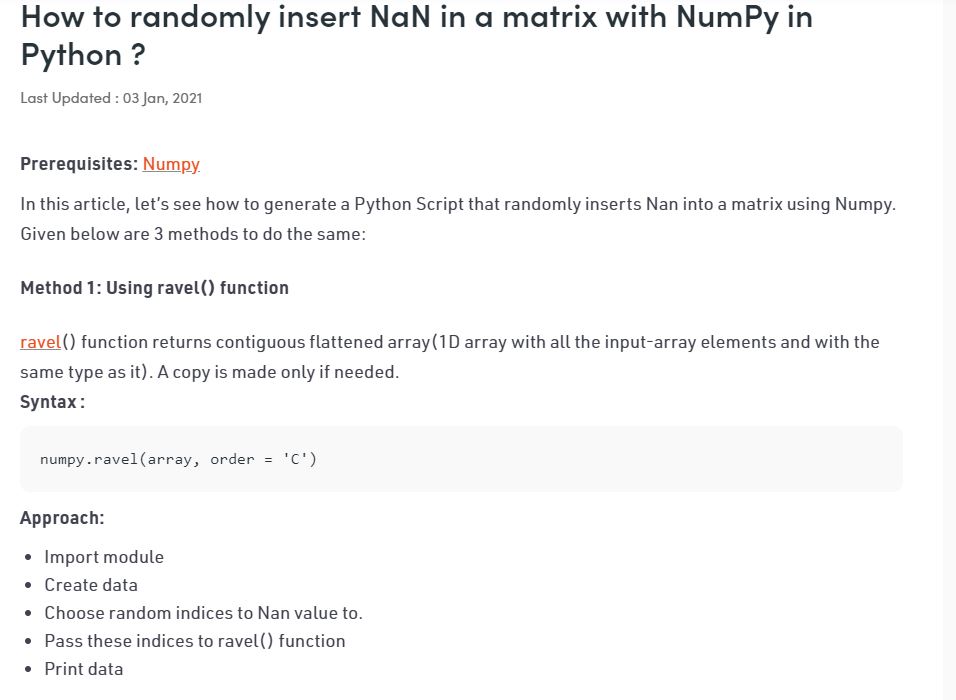 How to randomly insert NaN in a matrix with NumPy in
Python ?
Last Updated : 03 Jan, 2021
Prerequisites: Numpy
In this article, let's see how to generate a Python Script that randomly inserts Nan into a matrix using Numpy.
Given below are 3 methods to do the same:
Method 1: Using ravel() function
ravel() function returns contiguous flattened array(1D array with all the input-array elements and with the
same type as it). A copy is made only if needed.
Syntax :
numpy.ravel(array, order = 'C')
Approach:
• Import module
• Create data
• Choose random indices to Nan value to.
• Pass these indices to ravel() function
• Print data